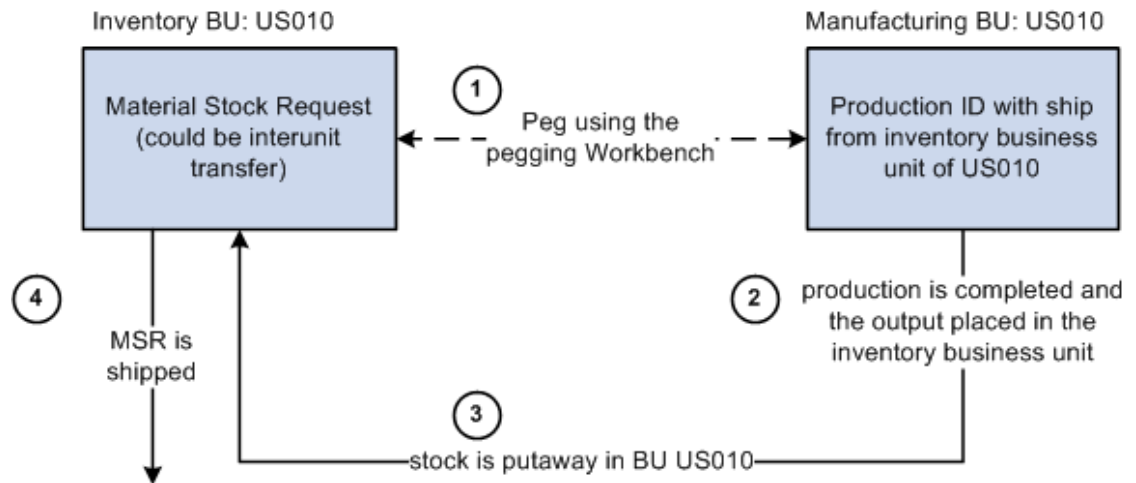 Inventory BU: US010
Manufacturing BU: US010
Material Stock Request
(could be interunit
transfer)
1
Peg using the
pegging Workbench
Production ID with ship
from inventory business
unit of US010
4
MSR is
shipped
2
production is completed and
the output placed in the
inventory business unit
3
stock is putaway in BU US010